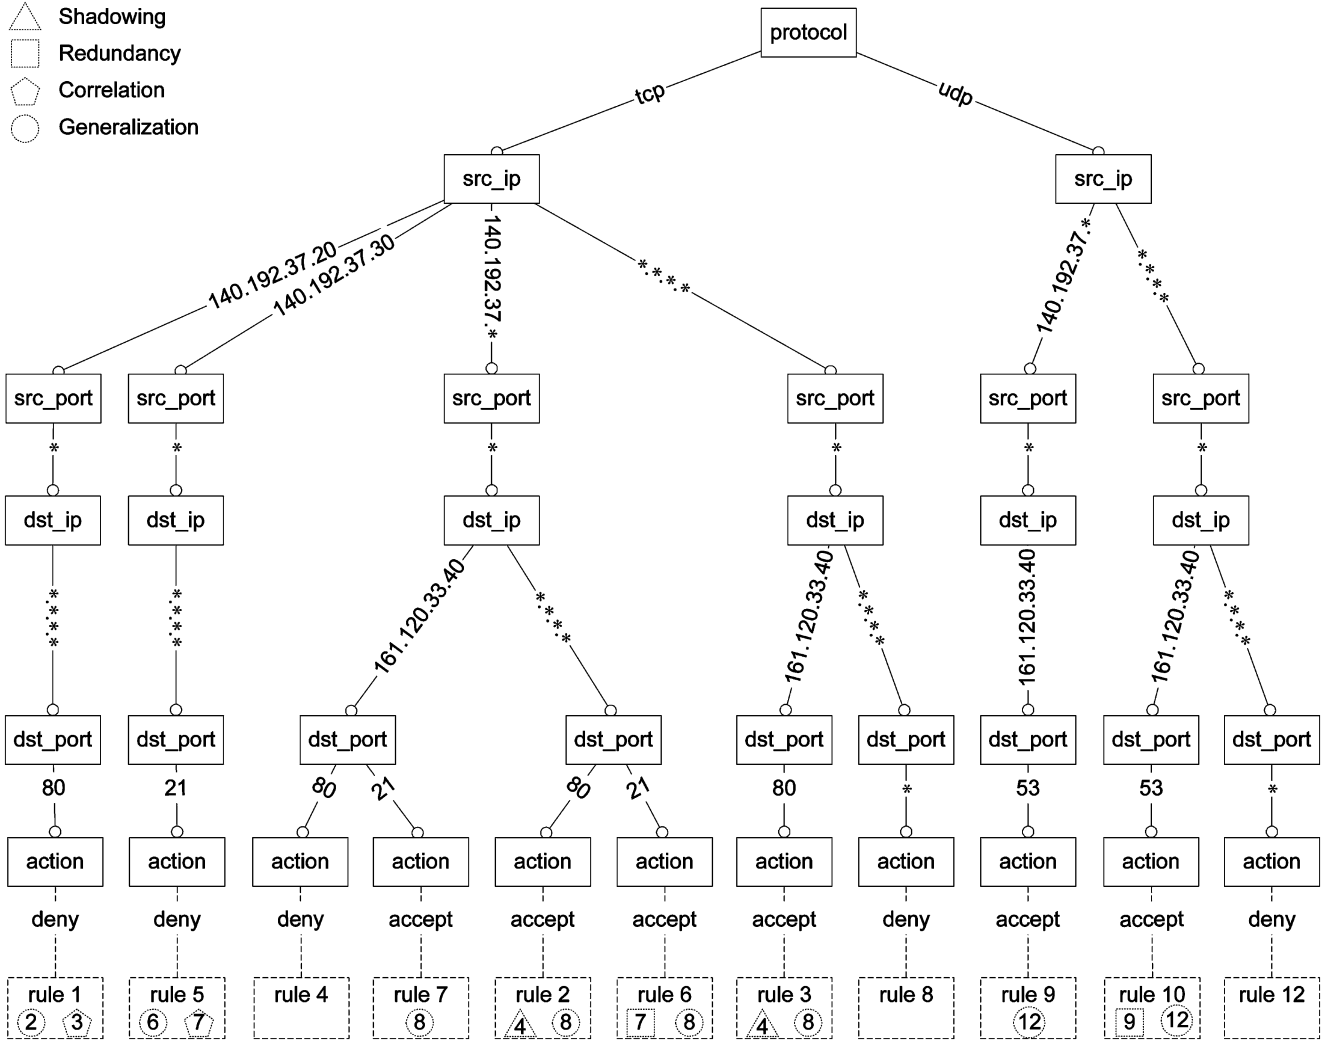 Shadowing
Redundancy
Correlation
Generalization
protocol
tcp
udp
src_ip
src_ip
140.192.37.20
140.192.37.30
140.192.37.*
*.*.*.*
140.192.37.*
*.*.*.*
src_port
src_port
src_port
src_port
src_port
src_port
*
*
*
*
*
*
dst_ip
dst_ip
dst_ip
dst_ip
dst_ip
dst_ip
*.*.*.*
*.*.*.*
161.120.33.40
*.*.*.*
161.120.33.40
*.*.*.*
161.120.33.40
161.120.33.40
*.*.*.*
dst_port
dst_port
dst_port
dst_port
dst_port
dst_port
dst_port
dst_port
dst_port
80
21
80
21
80
21
80
*
53
53
*
action
action
action
action
action
action
action
action
action
action
action
deny
deny
deny
accept
accept
accept
accept
deny
accept
accept
deny
rule 1
2
3
rule 5
6
7
rule 4
rule 7
8
rule 2
4
8
rule 6
7
8
rule 3
4
8
rule 8
rule 9
12
rule 10
9
12
rule 12